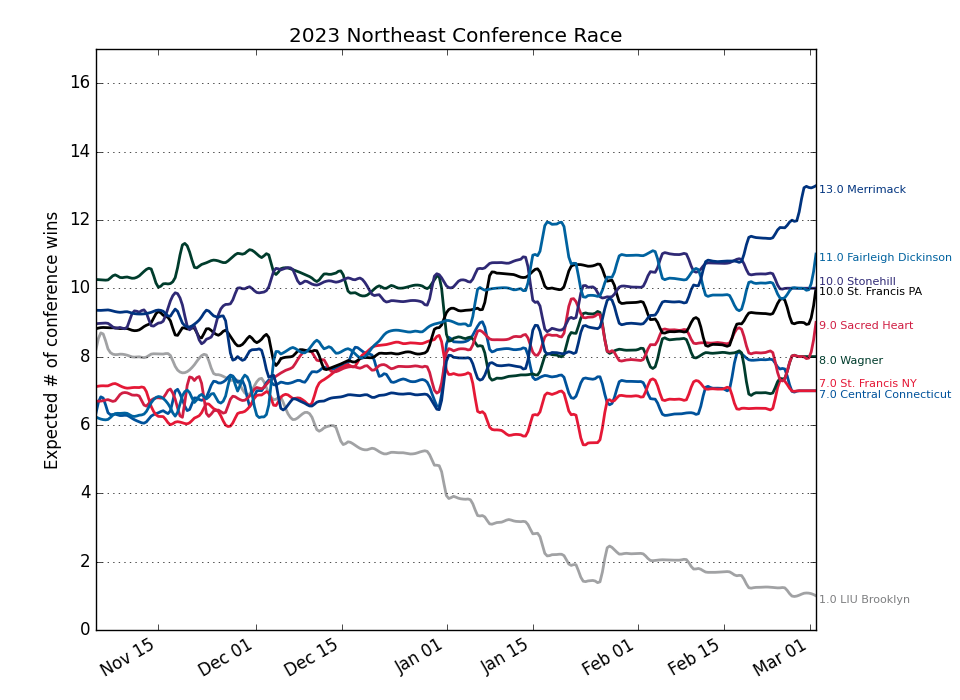 2023 Northeast Conference Race
Expected # of conference wins
16
14
12
10
8
6
4
2
0
Nov 15
Dec 01
Dec 15
Jan 01
Jan 15
Feb 01
Feb 15
Mar 01
13.0 Merrimack
11.0 Fairleigh Dickinson
10.0 Stonehill
10.0 St. Francis PA
9.0 Sacred Heart
8.0 Wagner
7.0 St. Francis NY
7.0 Central Connecticut
1.0 LIU Brooklyn